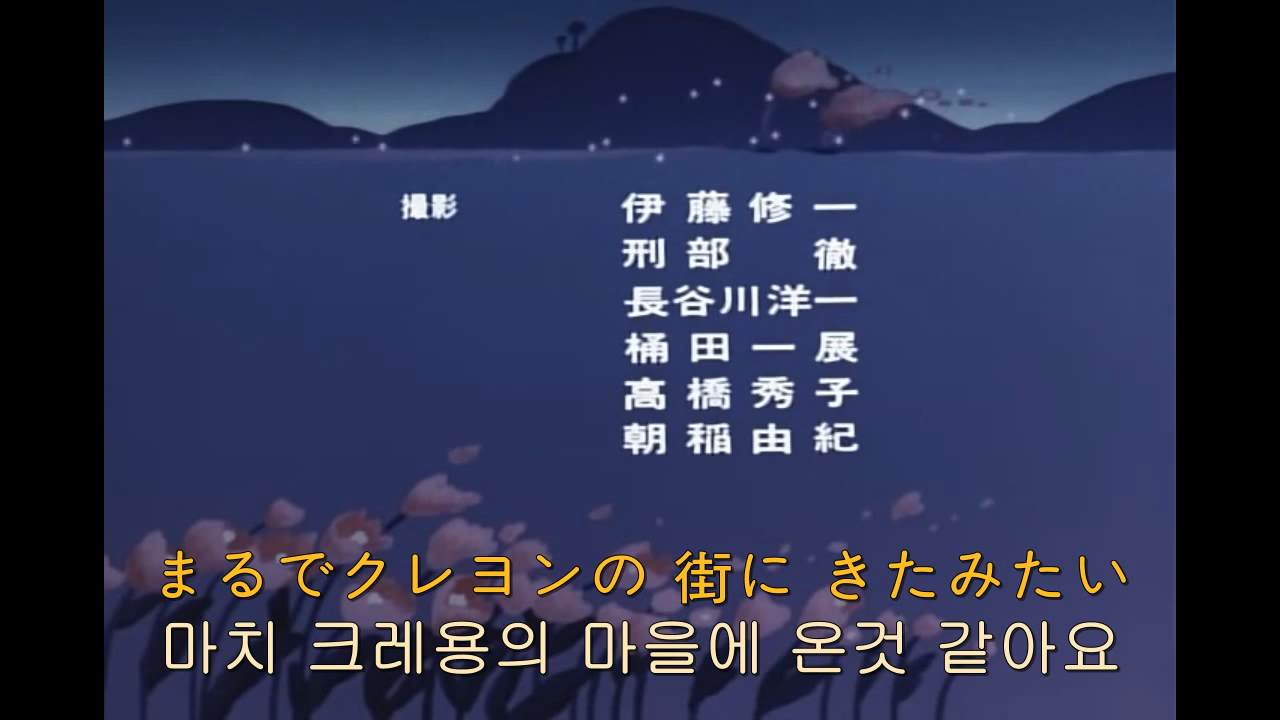 撮影 伊藤修一
刑部 徹
長谷川洋一
桶田一展
高橋秀子
朝稲由紀
まるでクレヨンの 街に きたみたい
마치 크레용의 마을에 온것 같아요